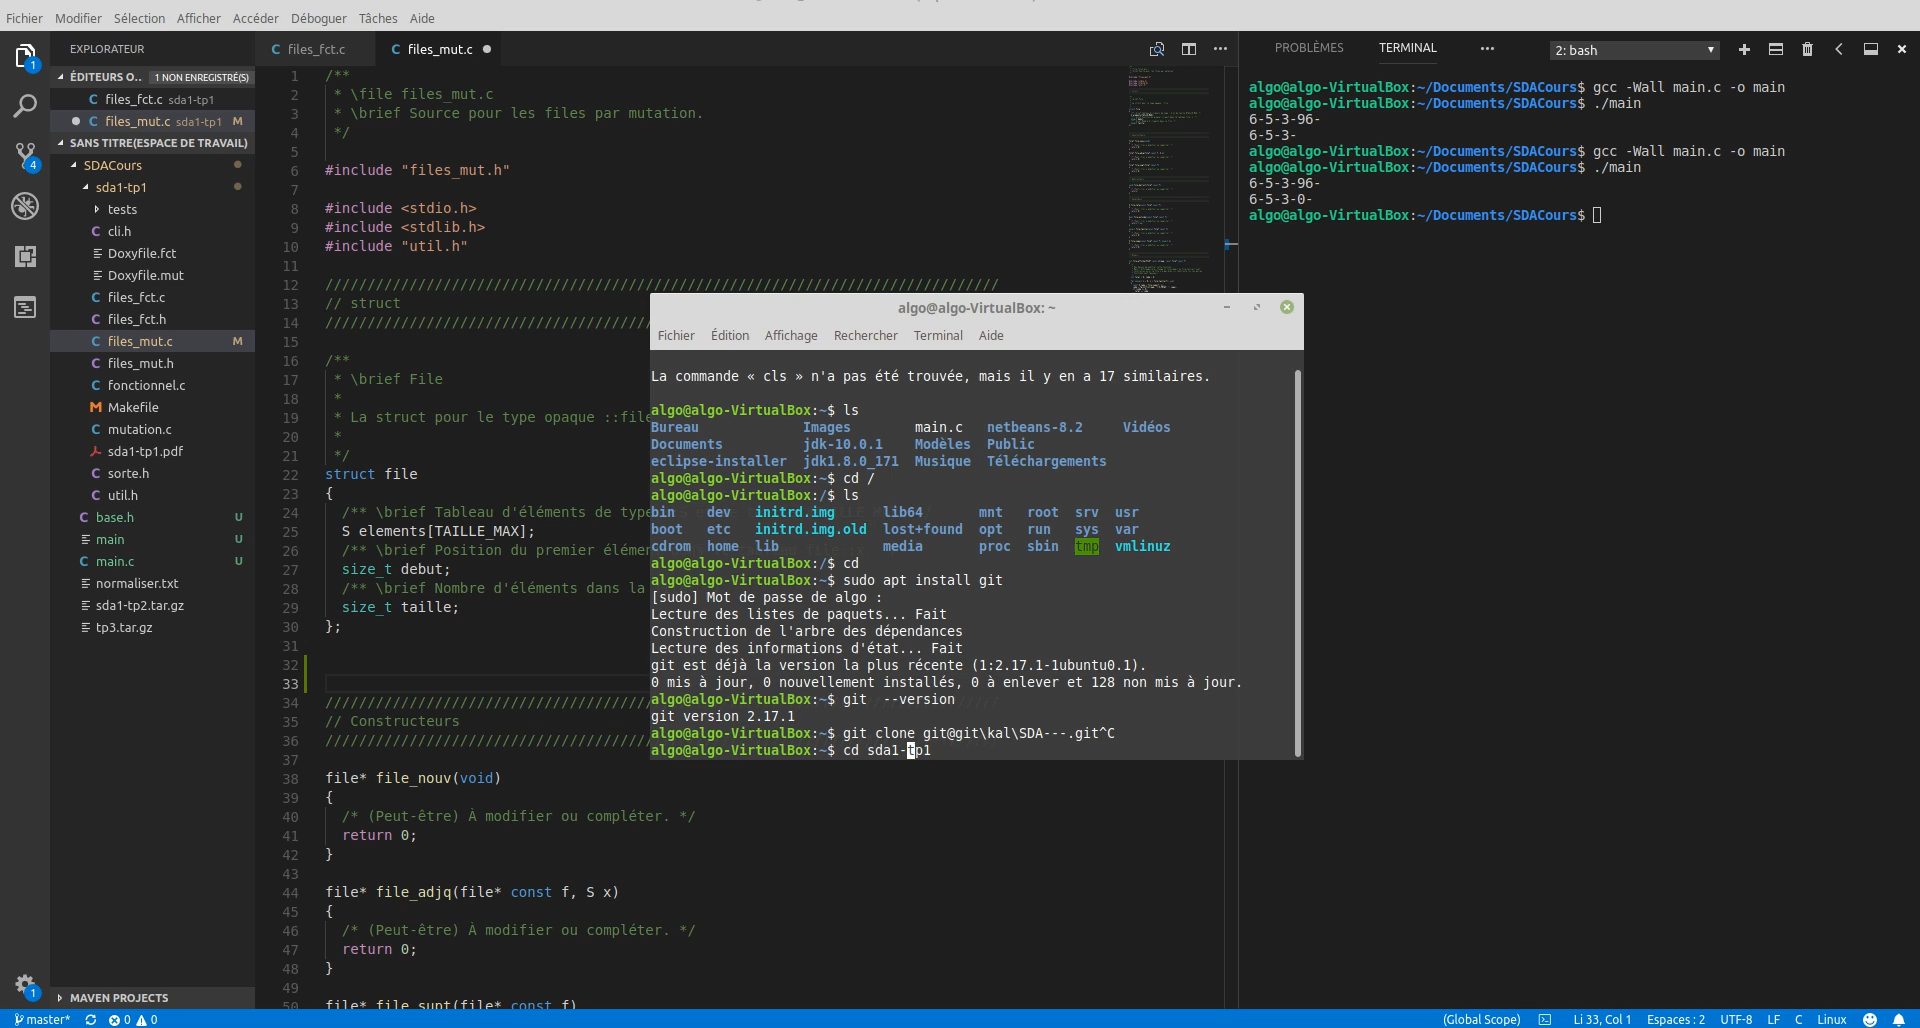 Fichier Modifier Sélection Afficher Accéder Déboguer Tâches Aide
EXPLORATEUR
ÉDITEURS O... 1 NON ENREGISTRÉ(S)
files_fct.c sda1-tp1
files_mut.c sda1-tp1 M
SANS TITRE(ESPACE DE TRAVAIL)
SDACours
sda1-tp1
tests
cli.h
Doxyfile.fct
Doxyfile.mut
files_fct.c
files_fct.h
files_mut.c M
files_mut.h
fonctionnel.c
Makefile
mutation.c
sda1-tp1.pdf
sorte.h
util.h
base.h U
main U
main.c U
normaliser.txt
sda1-tp2.tar.gz
tp3.tar.gz
MAVEN PROJECTS
1
4
1
files_fct.c files_mut.c
1 /**
2 * \file files_mut.c
3 * \brief Source pour les files par mutation.
4 */
5
6 #include "files_mut.h"
7
8 #include <stdio.h>
9 #include <stdlib.h>
10 #include "util.h"
11
12 ////////////////////////////////////////////////////////////////////////////////
13 // struct
14 ///////////////////////////////////////
15
16 /**
17 * \brief File
18 *
19 * La struct pour le type opaque ::file
20 *
21 */
22 struct file
23 {
24 /** \brief Tableau d'éléments de type
25 S elements[TAILLE_MAX];
26 /** \brief Position du premier élémen
27 size_t debut;
28 /** \brief Nombre d'éléments dans la
29 size_t taille;
30 };
31
32
33
34 ///////////////////////////////////////
35 // Constructeurs
36 ///////////////////////////////////////
37
38 file* file_nouv(void)
39 {
40 /* (Peut-être) À modifier ou compléter. */
41 return 0;
42 }
43
44 file* file_adjq(file* const f, S x)
45 {
46 /* (Peut-être) À modifier ou compléter. */
47 return 0;
48 }
49
50 file* file_supt(file* const f)
algo@algo-VirtualBox: ~
Fichier Édition Affichage Rechercher Terminal Aide
La commande « cls » n'a pas été trouvée, mais il y en a 17 similaires.
algo@algo-VirtualBox:~$ ls
Bureau Images main.c netbeans-8.2 Vidéos
Documents jdk-10.0.1 Modèles Public
eclipse-installer jdk1.8.0_171 Musique Téléchargements
algo@algo-VirtualBox:~$ cd /
algo@algo-VirtualBox:/$ ls
bin dev initrd.img lib64 mnt root srv usr
boot etc initrd.img.old lost+found opt run sys var
cdrom home lib media proc sbin tmp vmlinuz
algo@algo-VirtualBox:/$ cd
algo@algo-VirtualBox:~$ sudo apt install git
[sudo] Mot de passe de algo :
Lecture des listes de paquets... Fait
Construction de l'arbre des dépendances
Lecture des informations d'état... Fait
git est déjà la version la plus récente (1:2.17.1-1ubuntu0.1).
0 mis à jour, 0 nouvellement installés, 0 à enlever et 128 non mis à jour.
algo@algo-VirtualBox:~$ git  --version
git version 2.17.1
algo@algo-VirtualBox:~$ git clone git@git\kal\SDA---.git^C
algo@algo-VirtualBox:~$ cd sda1-tp1
PROBLÈMES TERMINAL ··· 2: bash
algo@algo-VirtualBox:~/Documents/SDACours$ gcc -Wall main.c -o main
algo@algo-VirtualBox:~/Documents/SDACours$ ./main
6-5-3-96-
6-5-3-
algo@algo-VirtualBox:~/Documents/SDACours$ gcc -Wall main.c -o main
algo@algo-VirtualBox:~/Documents/SDACours$ ./main
6-5-3-96-
6-5-3-0-
algo@algo-VirtualBox:~/Documents/SDACours$
master* 0 0 (Global Scope) Li 33, Col 1 Espaces : 2 UTF-8 LF C Linux